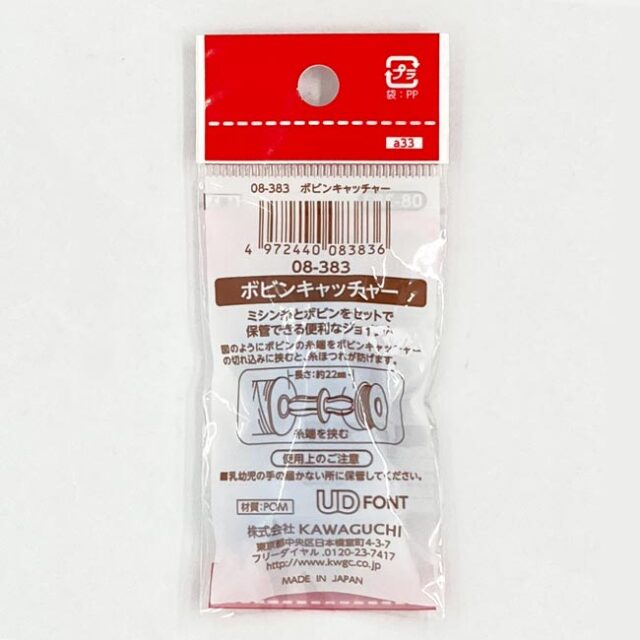 プラ
袋：PP
a33
08-383 ボビンキャッチャー
4 972440 083836
08-383
ボビンキャッチャー
ミシン糸とボビンをセットで
保管できる便利なジョイント
図のようにボビンの糸端をボビンキャッチャー
の切れ込みに挟むと、糸ほつれが防げます。
長さ：約22mm
糸端を挟む
使用上のご注意
■乳幼児の手の届かない所に保管してください。
材質：POM
UD FONT
株式会社 KAWAGUCHI
東京都中央区日本橋室町4-3-7
フリーダイヤル.0120-23-7417
http://www.kwgc.co.jp
MADE IN JAPAN